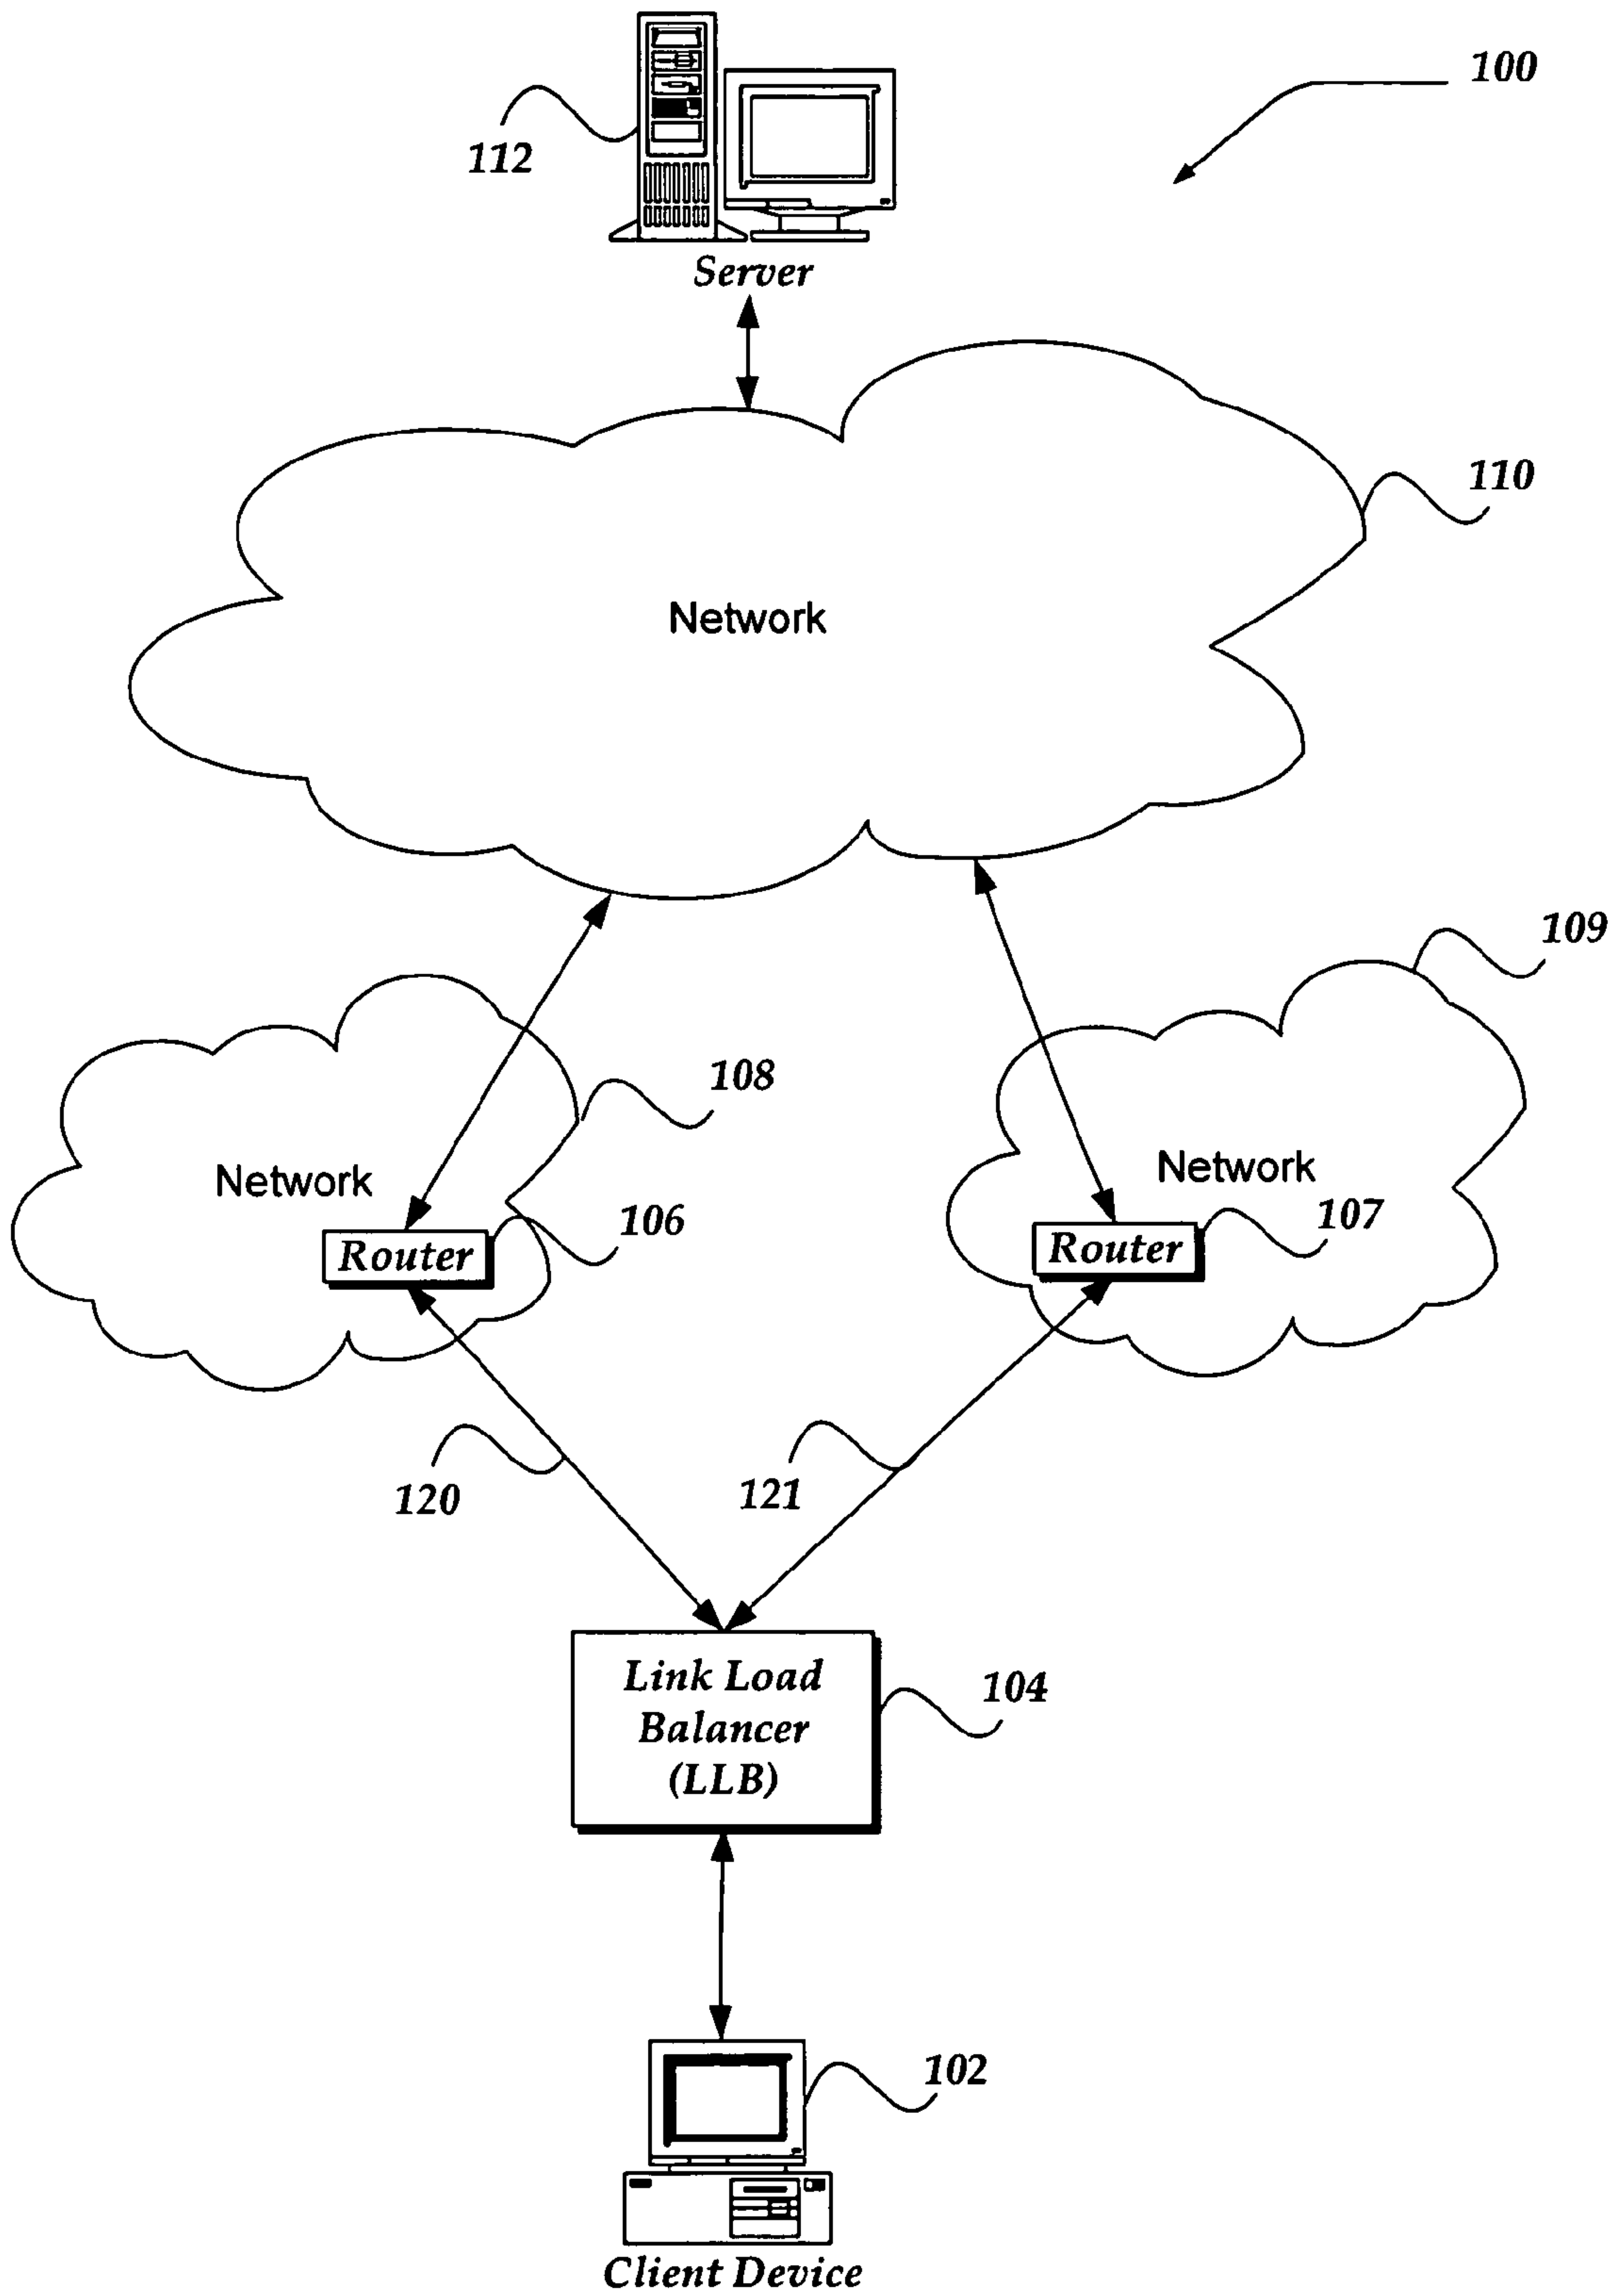 100
112
Server
110
Network
109
108
Network
Network
106
107
Router
Router
120
121
Link Load
Balancer
(LLB)
104
102
Client Device